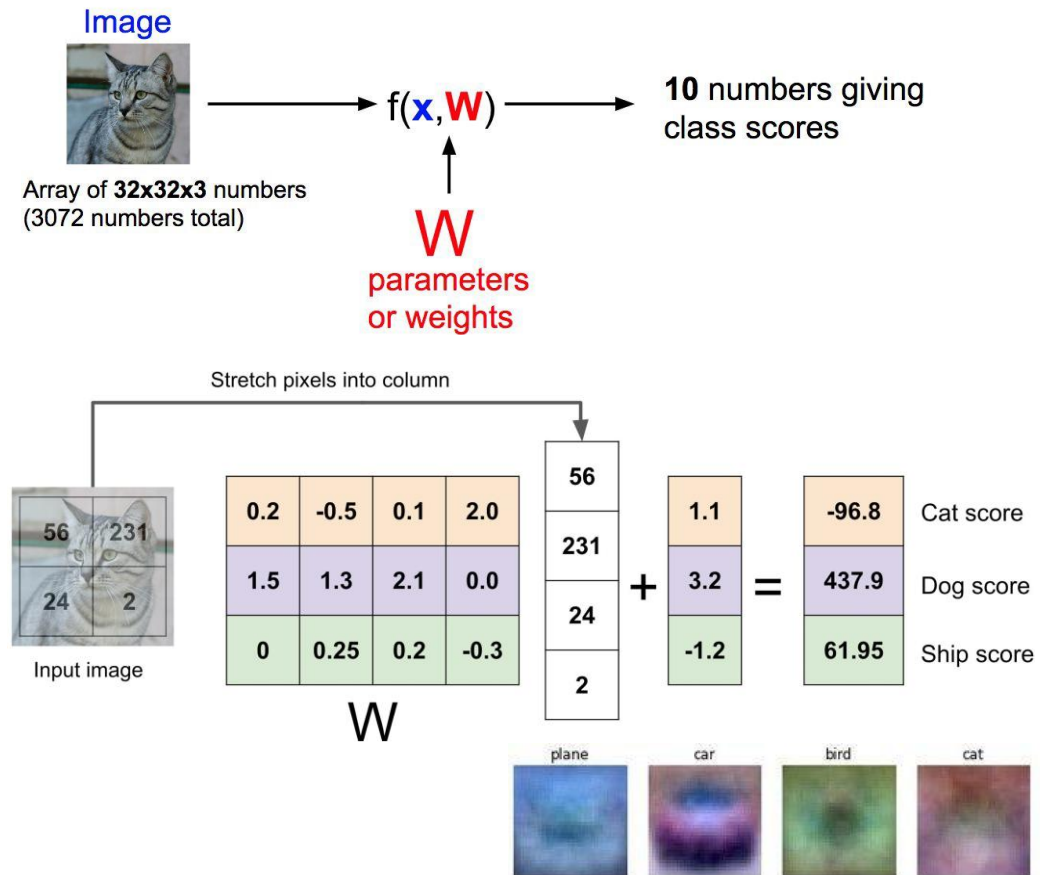 Image
Array of 32x32x3 numbers
(3072 numbers total)
f(x,W)
10 numbers giving
class scores
W
parameters
or weights
Stretch pixels into column
56 231
24 2
Input image
0.2 -0.5 0.1 2.0
1.5 1.3 2.1 0.0
0 0.25 0.2 -0.3
W
56
231
24
2
+
1.1
3.2
-1.2
=
-96.8 Cat score
437.9 Dog score
61.95 Ship score
plane car bird cat